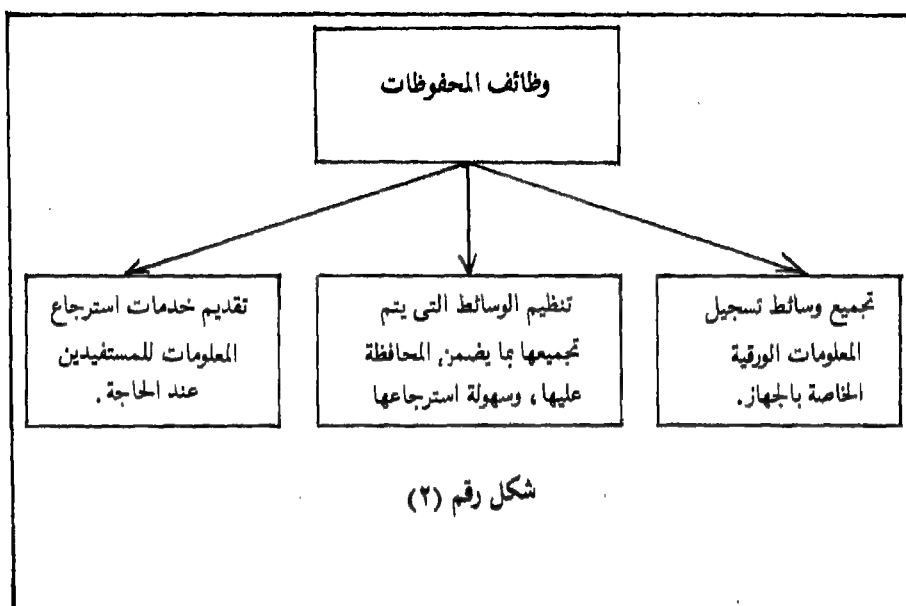 وظائف المحفوظات
تجميع وسائط تسجيل
المعلومات الورقية
الخاصة بالجهاز.
تنظيم الوسائط التى يتم
تجميعها بما يضمن المحافظة
عليها، وسهولة استرجاعها
تقديم خدمات استرجاع
المعلومات للمستفيدين
عند الحاجة.
شكل رقم (٢)